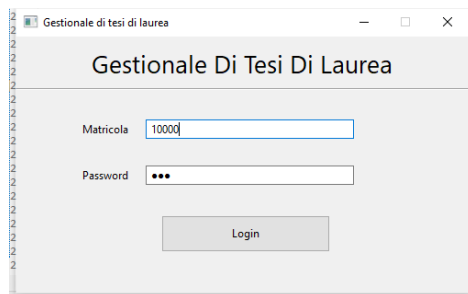 Gestionale di tesi di laurea
Gestionale Di Tesi Di Laurea
Matricola 10000
Password ●●●
Login